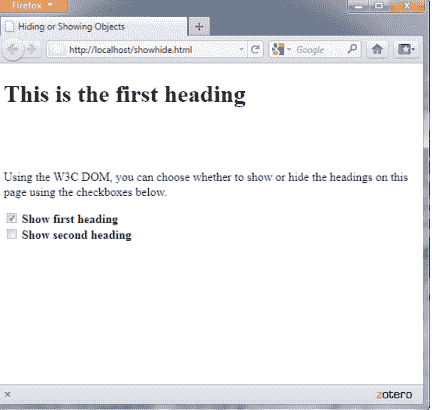 Firefox
Hiding or Showing Objects
http://localhost/showhide.html
Google
This is the first heading
Using the W3C DOM, you can choose whether to show or hide the headings on this
page using the checkboxes below.
Show first heading
Show second heading
zotero